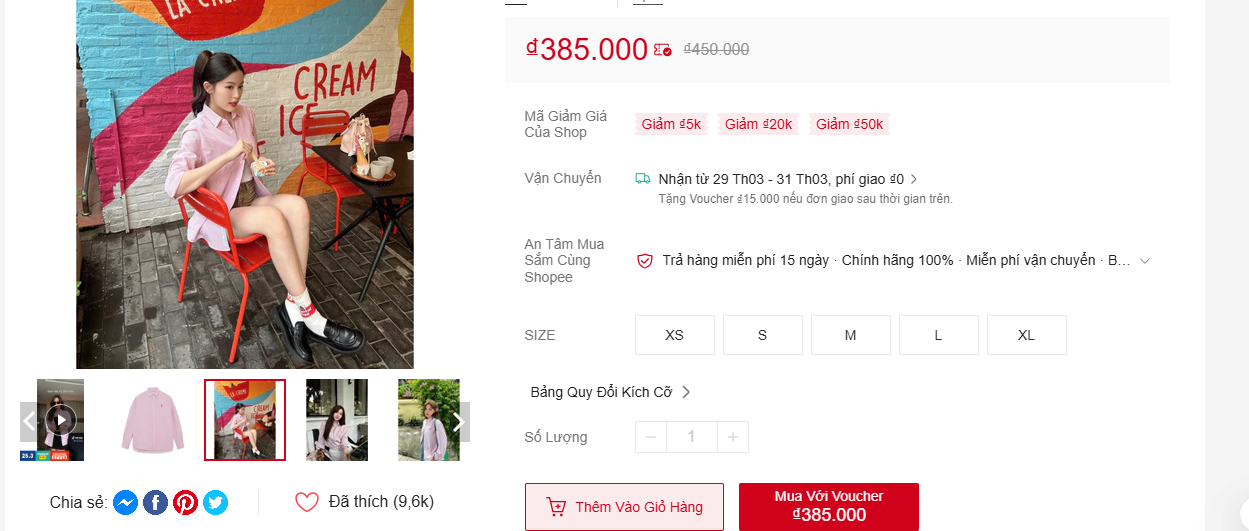 LA CREM
CREAM
ICE
₫385.000
₫450.000
Mã Giảm Giá
Của Shop
Giảm ₫5k
Giảm ₫20k
Giảm ₫50k
Vận Chuyển
Nhận từ 29 Th03 - 31 Th03, phí giao ₫0
Tặng Voucher ₫15.000 nếu đơn giao sau thời gian trên.
An Tâm Mua
Sắm Cùng
Shopee
Trả hàng miễn phí 15 ngày · Chính hãng 100% · Miễn phí vận chuyển · B...
SIZE
XS
S
M
L
XL
Bảng Quy Đổi Kích Cỡ
Số Lượng
1
25.3
Chia sẻ:
Đã thích (9,6k)
Thêm Vào Giỏ Hàng
Mua Với Voucher
₫385.000